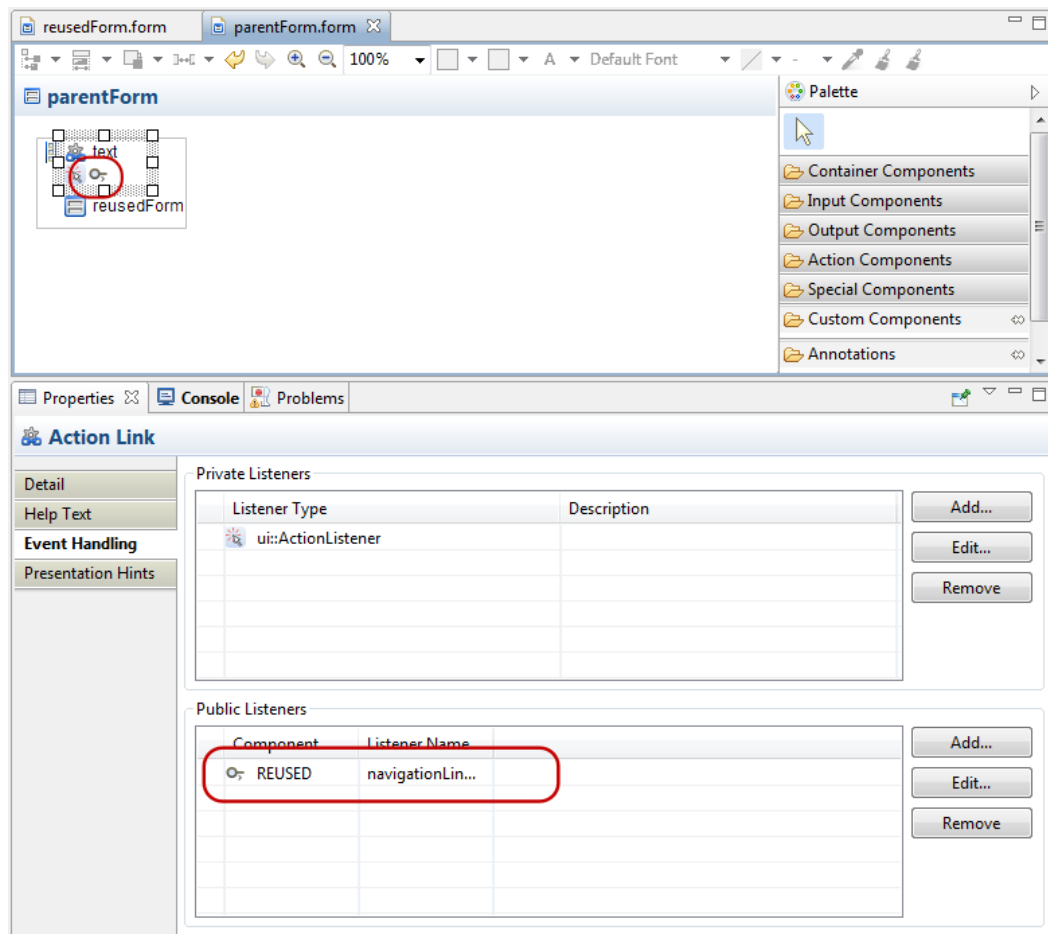 reusedForm.form parentForm.form
100% A Default Font -
parentForm Palette
text
reusedForm
Container Components
Input Components
Output Components
Action Components
Special Components
Custom Components
Annotations
Properties Console Problems
Action Link
Detail
Help Text
Event Handling
Presentation Hints
Private Listeners
Listener Type Description
ui::ActionListener
Add...
Edit...
Remove
Public Listeners
Component Listener Name
REUSED navigationLin...
Add...
Edit...
Remove